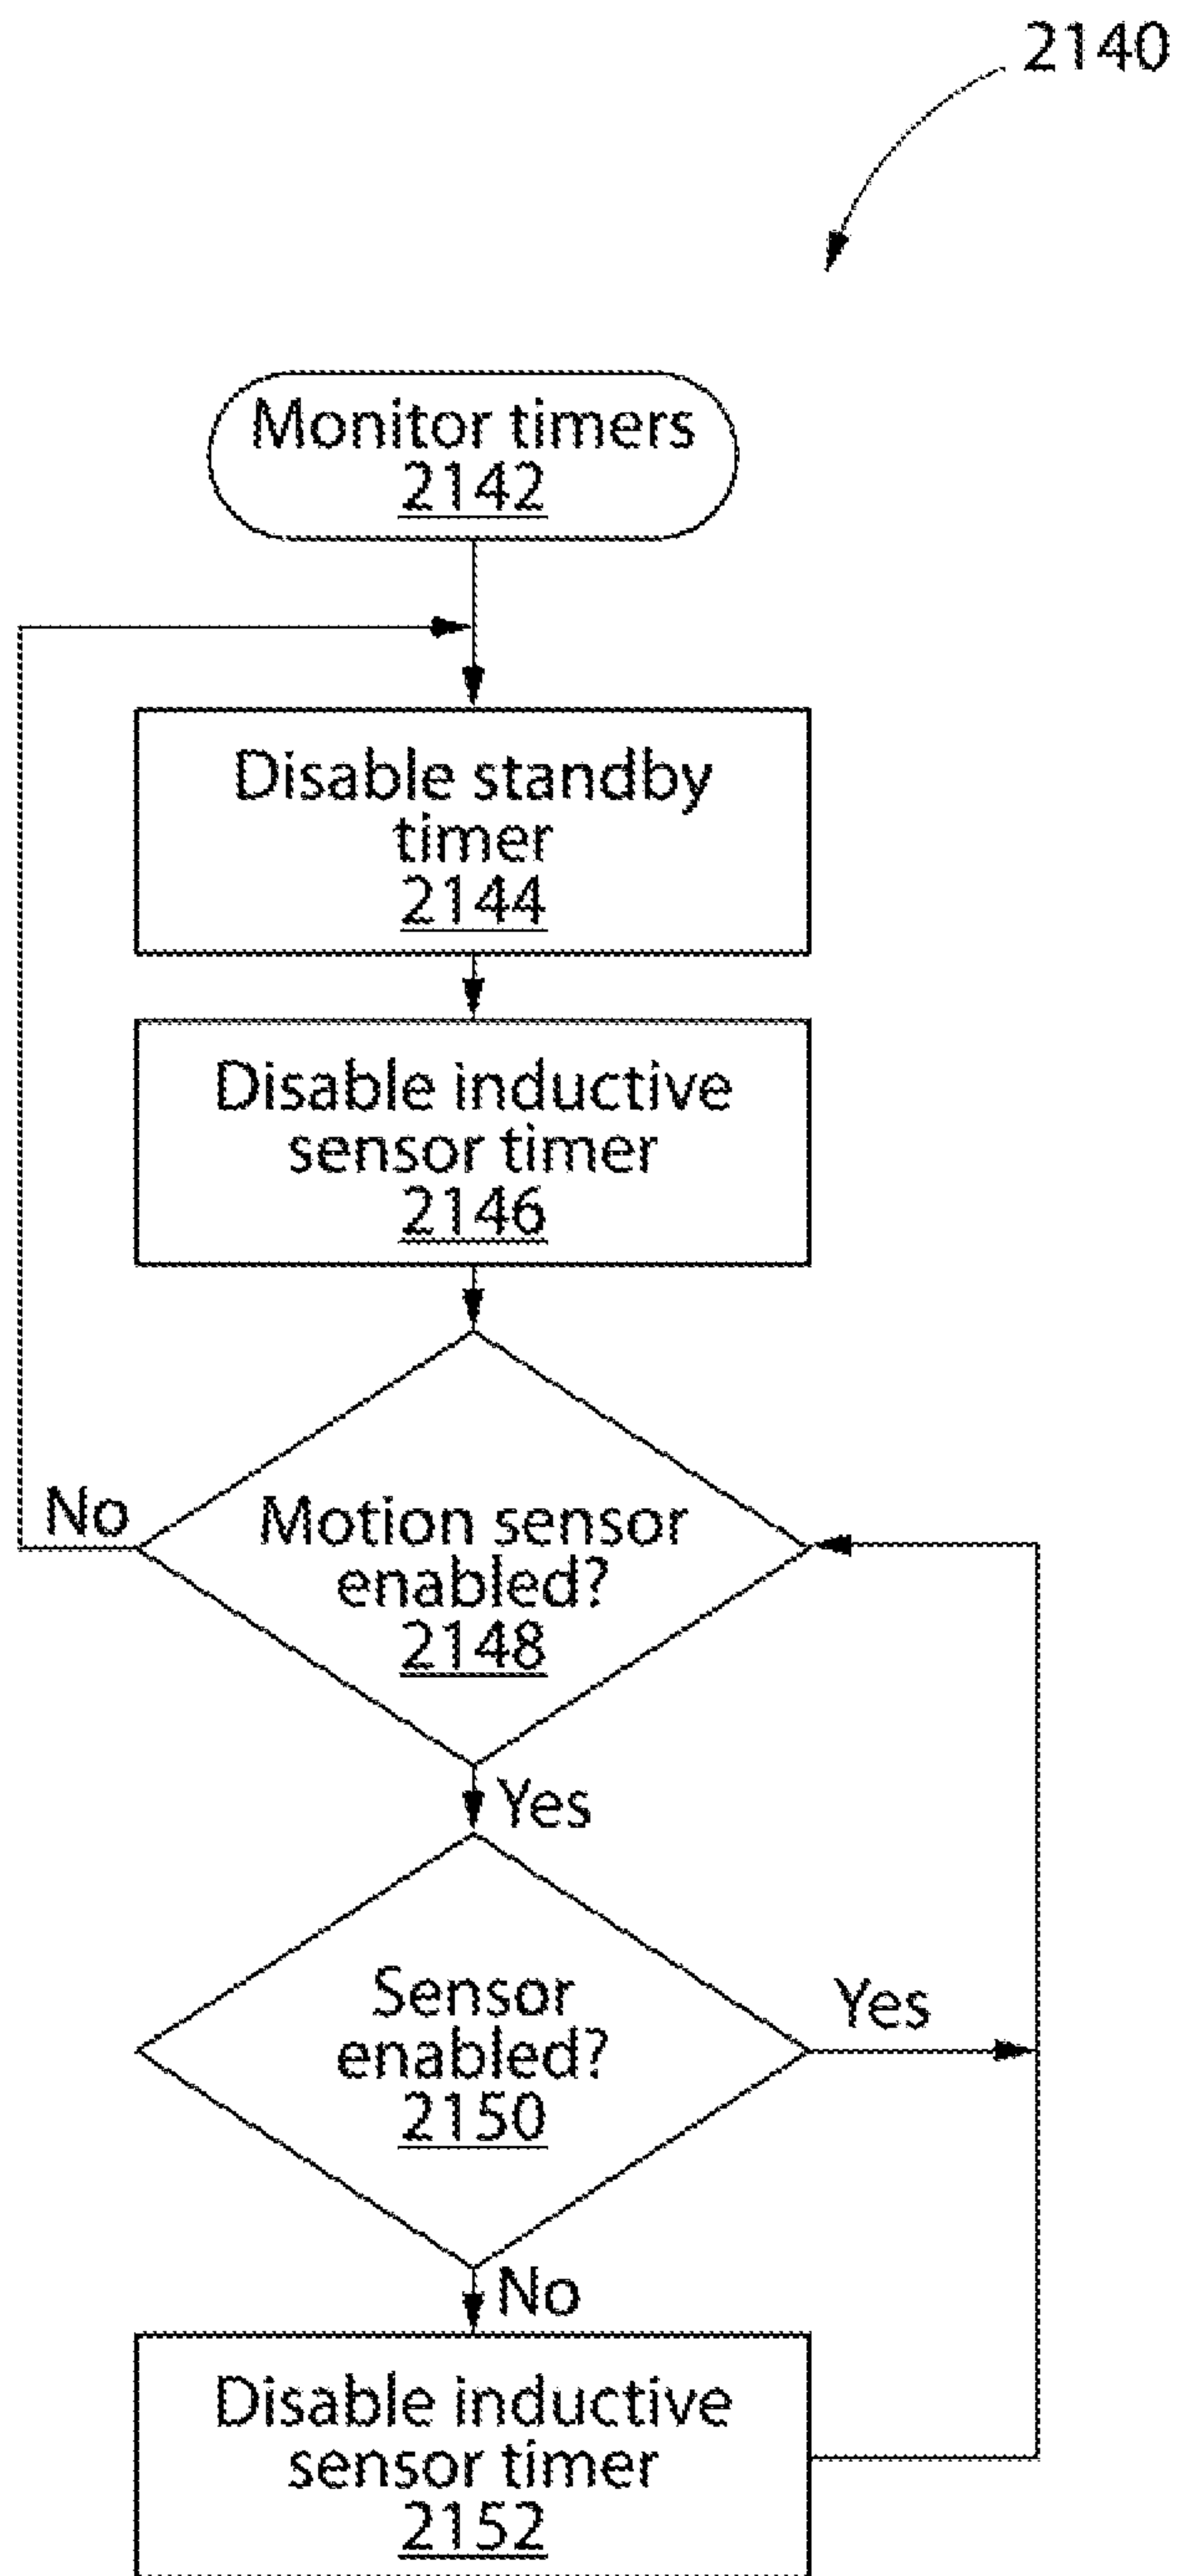 2140
Monitor timers
2142
Disable standby
timer
2144
Disable inductive
sensor timer
2146
No
Motion sensor
enabled?
2148
Yes
Sensor
enabled?
2150
Yes
No
Disable inductive
sensor timer
2152